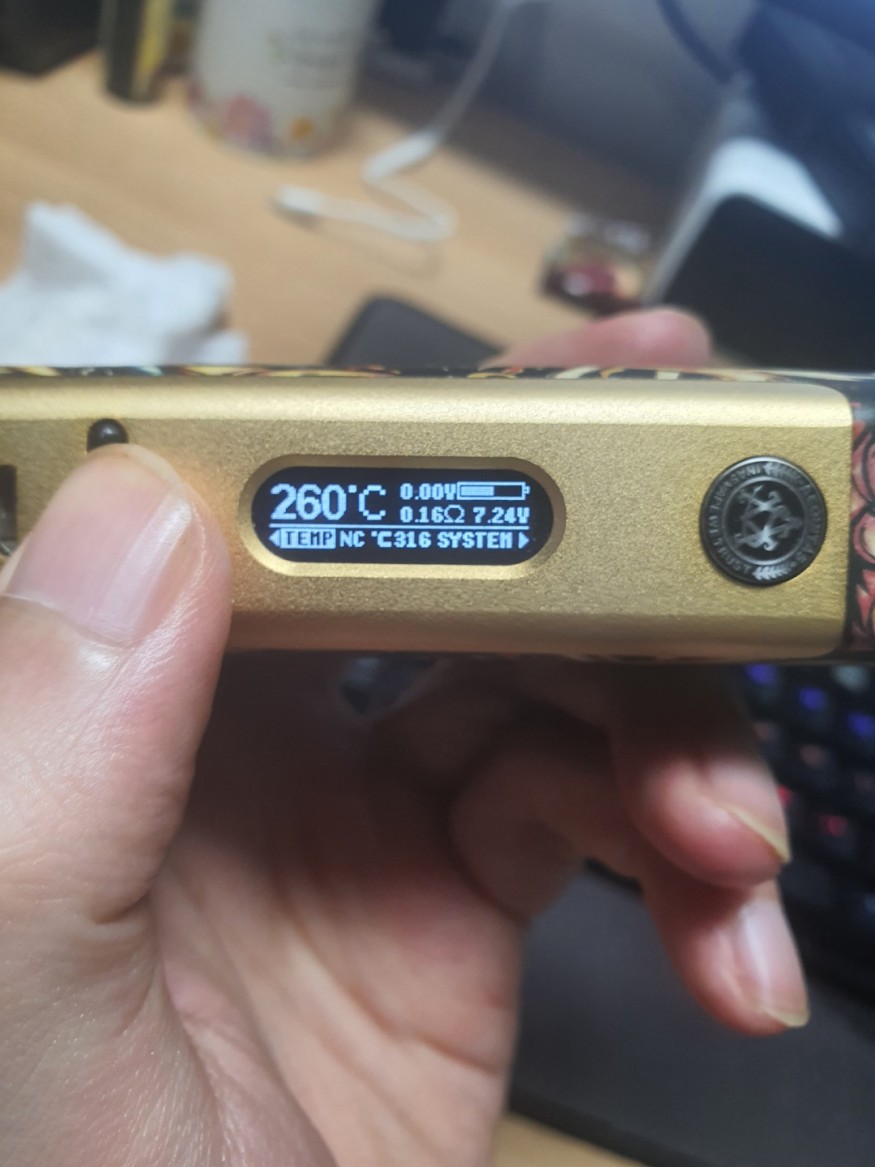 260°C 0.00V
0.16Ω 7.24V
TEMP NC °C316 SYSTEM